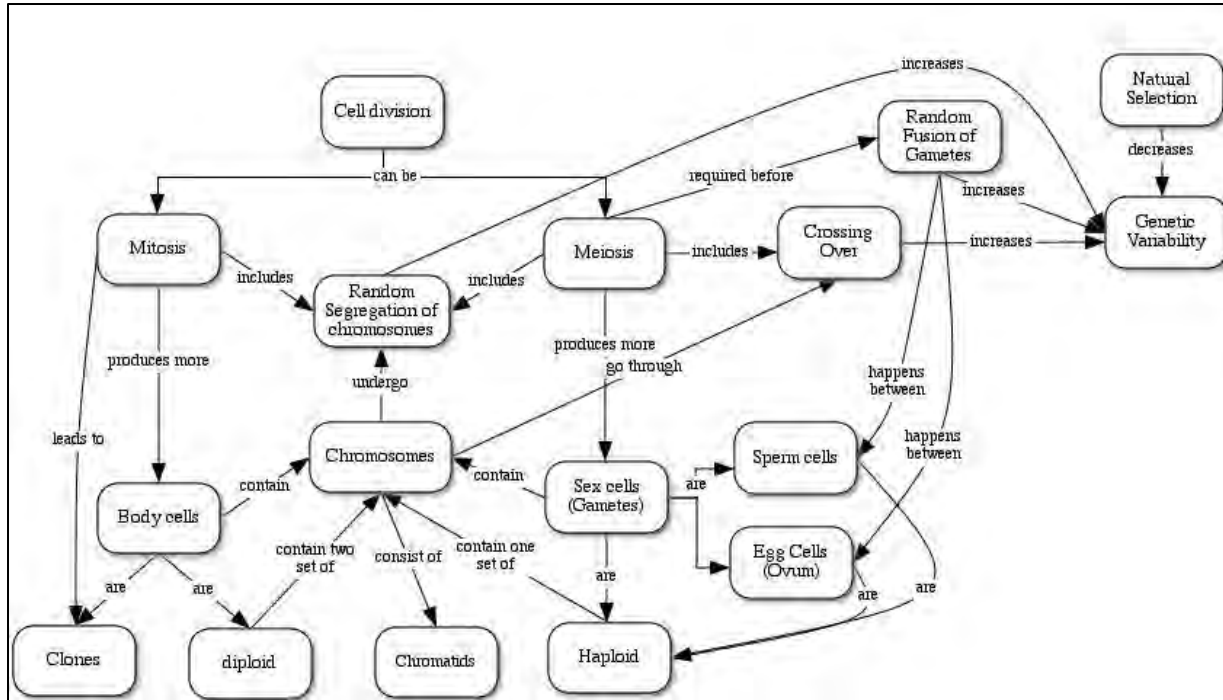 Cell division
increases
Natural
Selection
Random
Fusion of
Gametes
can be
required before
decreases
increases
Mitosis
Meiosis
Crossing
Over
Genetic
Variability
includes
includes
includes
increases
Random
Segregation of
chromosomes
produces more
produces more
go through
undergo
happens
between
leads to
happens
between
Chromosomes
Sperm cells
contain
contain
are
Sex cells
(Gametes)
Body cells
Egg Cells
(Ovum)
contain two
set of
consist of
contain one
set of
are
are
are
are
are
Clones
diploid
Chromatids
Haploid